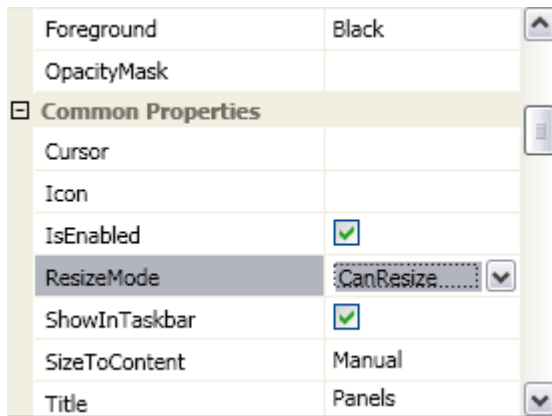 Foreground Black
OpacityMask
Common Properties
Cursor
Icon
IsEnabled
ResizeMode CanResize
ShowInTaskbar
SizeToContent Manual
Title Panels